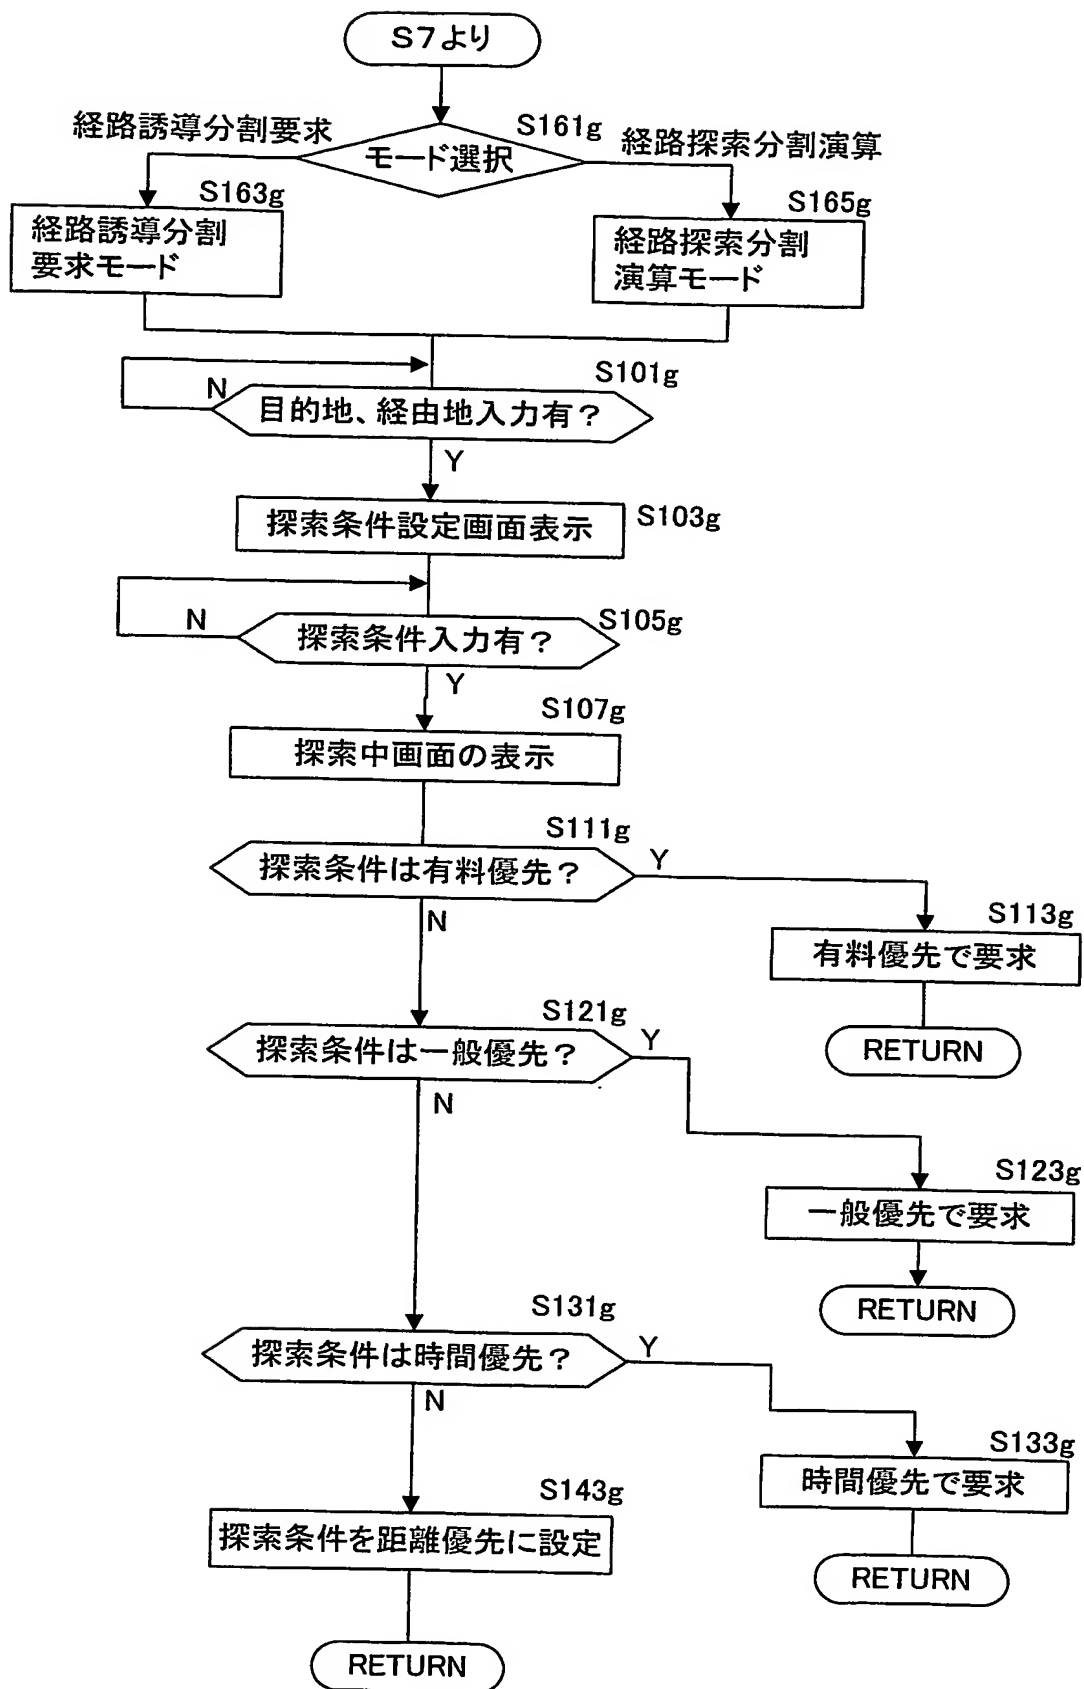 S7より
経路誘導分割要求
S161g
経路探索分割演算
モード選択
S163g
S165g
経路誘導分割
要求モード
経路探索分割
演算モード
S101g
N
目的地、経由地入力有?
Y
探索条件設定画面表示
S103g
N
S105g
探索条件入力有?
Y
S107g
探索中画面の表示
S111g
探索条件は有料優先?
Y
N
S113g
有料優先で要求
RETURN
S121g
探索条件は一般優先?
Y
N
S123g
一般優先で要求
RETURN
S131g
探索条件は時間優先?
Y
N
S133g
時間優先で要求
RETURN
S143g
探索条件を距離優先に設定
RETURN